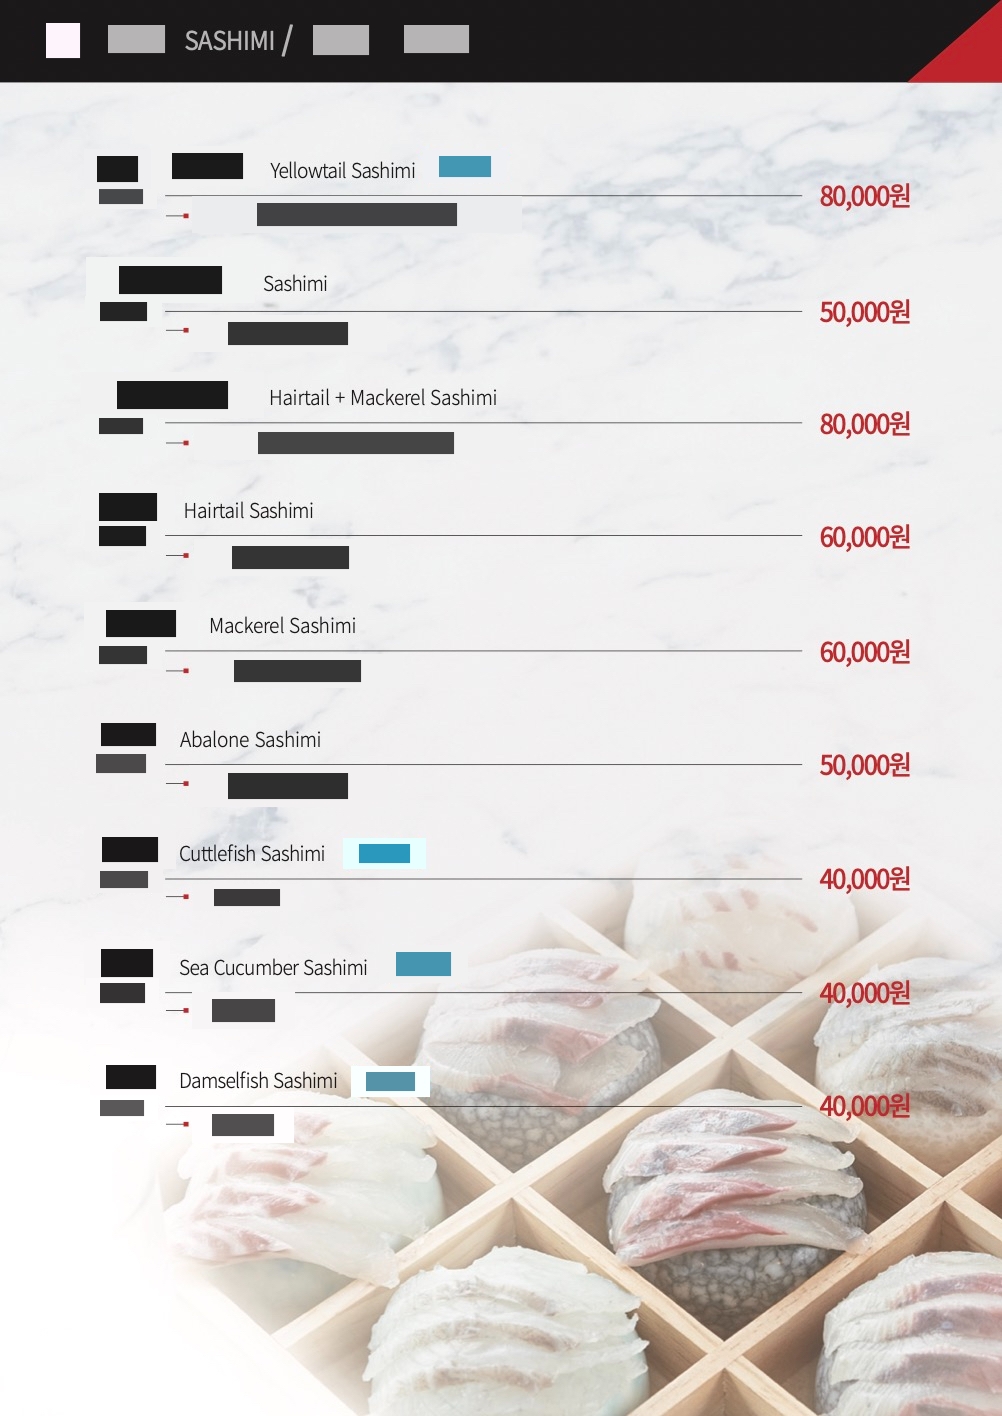 SASHIMI /
Yellowtail Sashimi
80,000원
Sashimi
50,000원
Hairtail + Mackerel Sashimi
80,000원
Hairtail Sashimi
60,000원
Mackerel Sashimi
60,000원
Abalone Sashimi
50,000원
Cuttlefish Sashimi
40,000원
Sea Cucumber Sashimi
40,000원
Damselfish Sashimi
40,000원